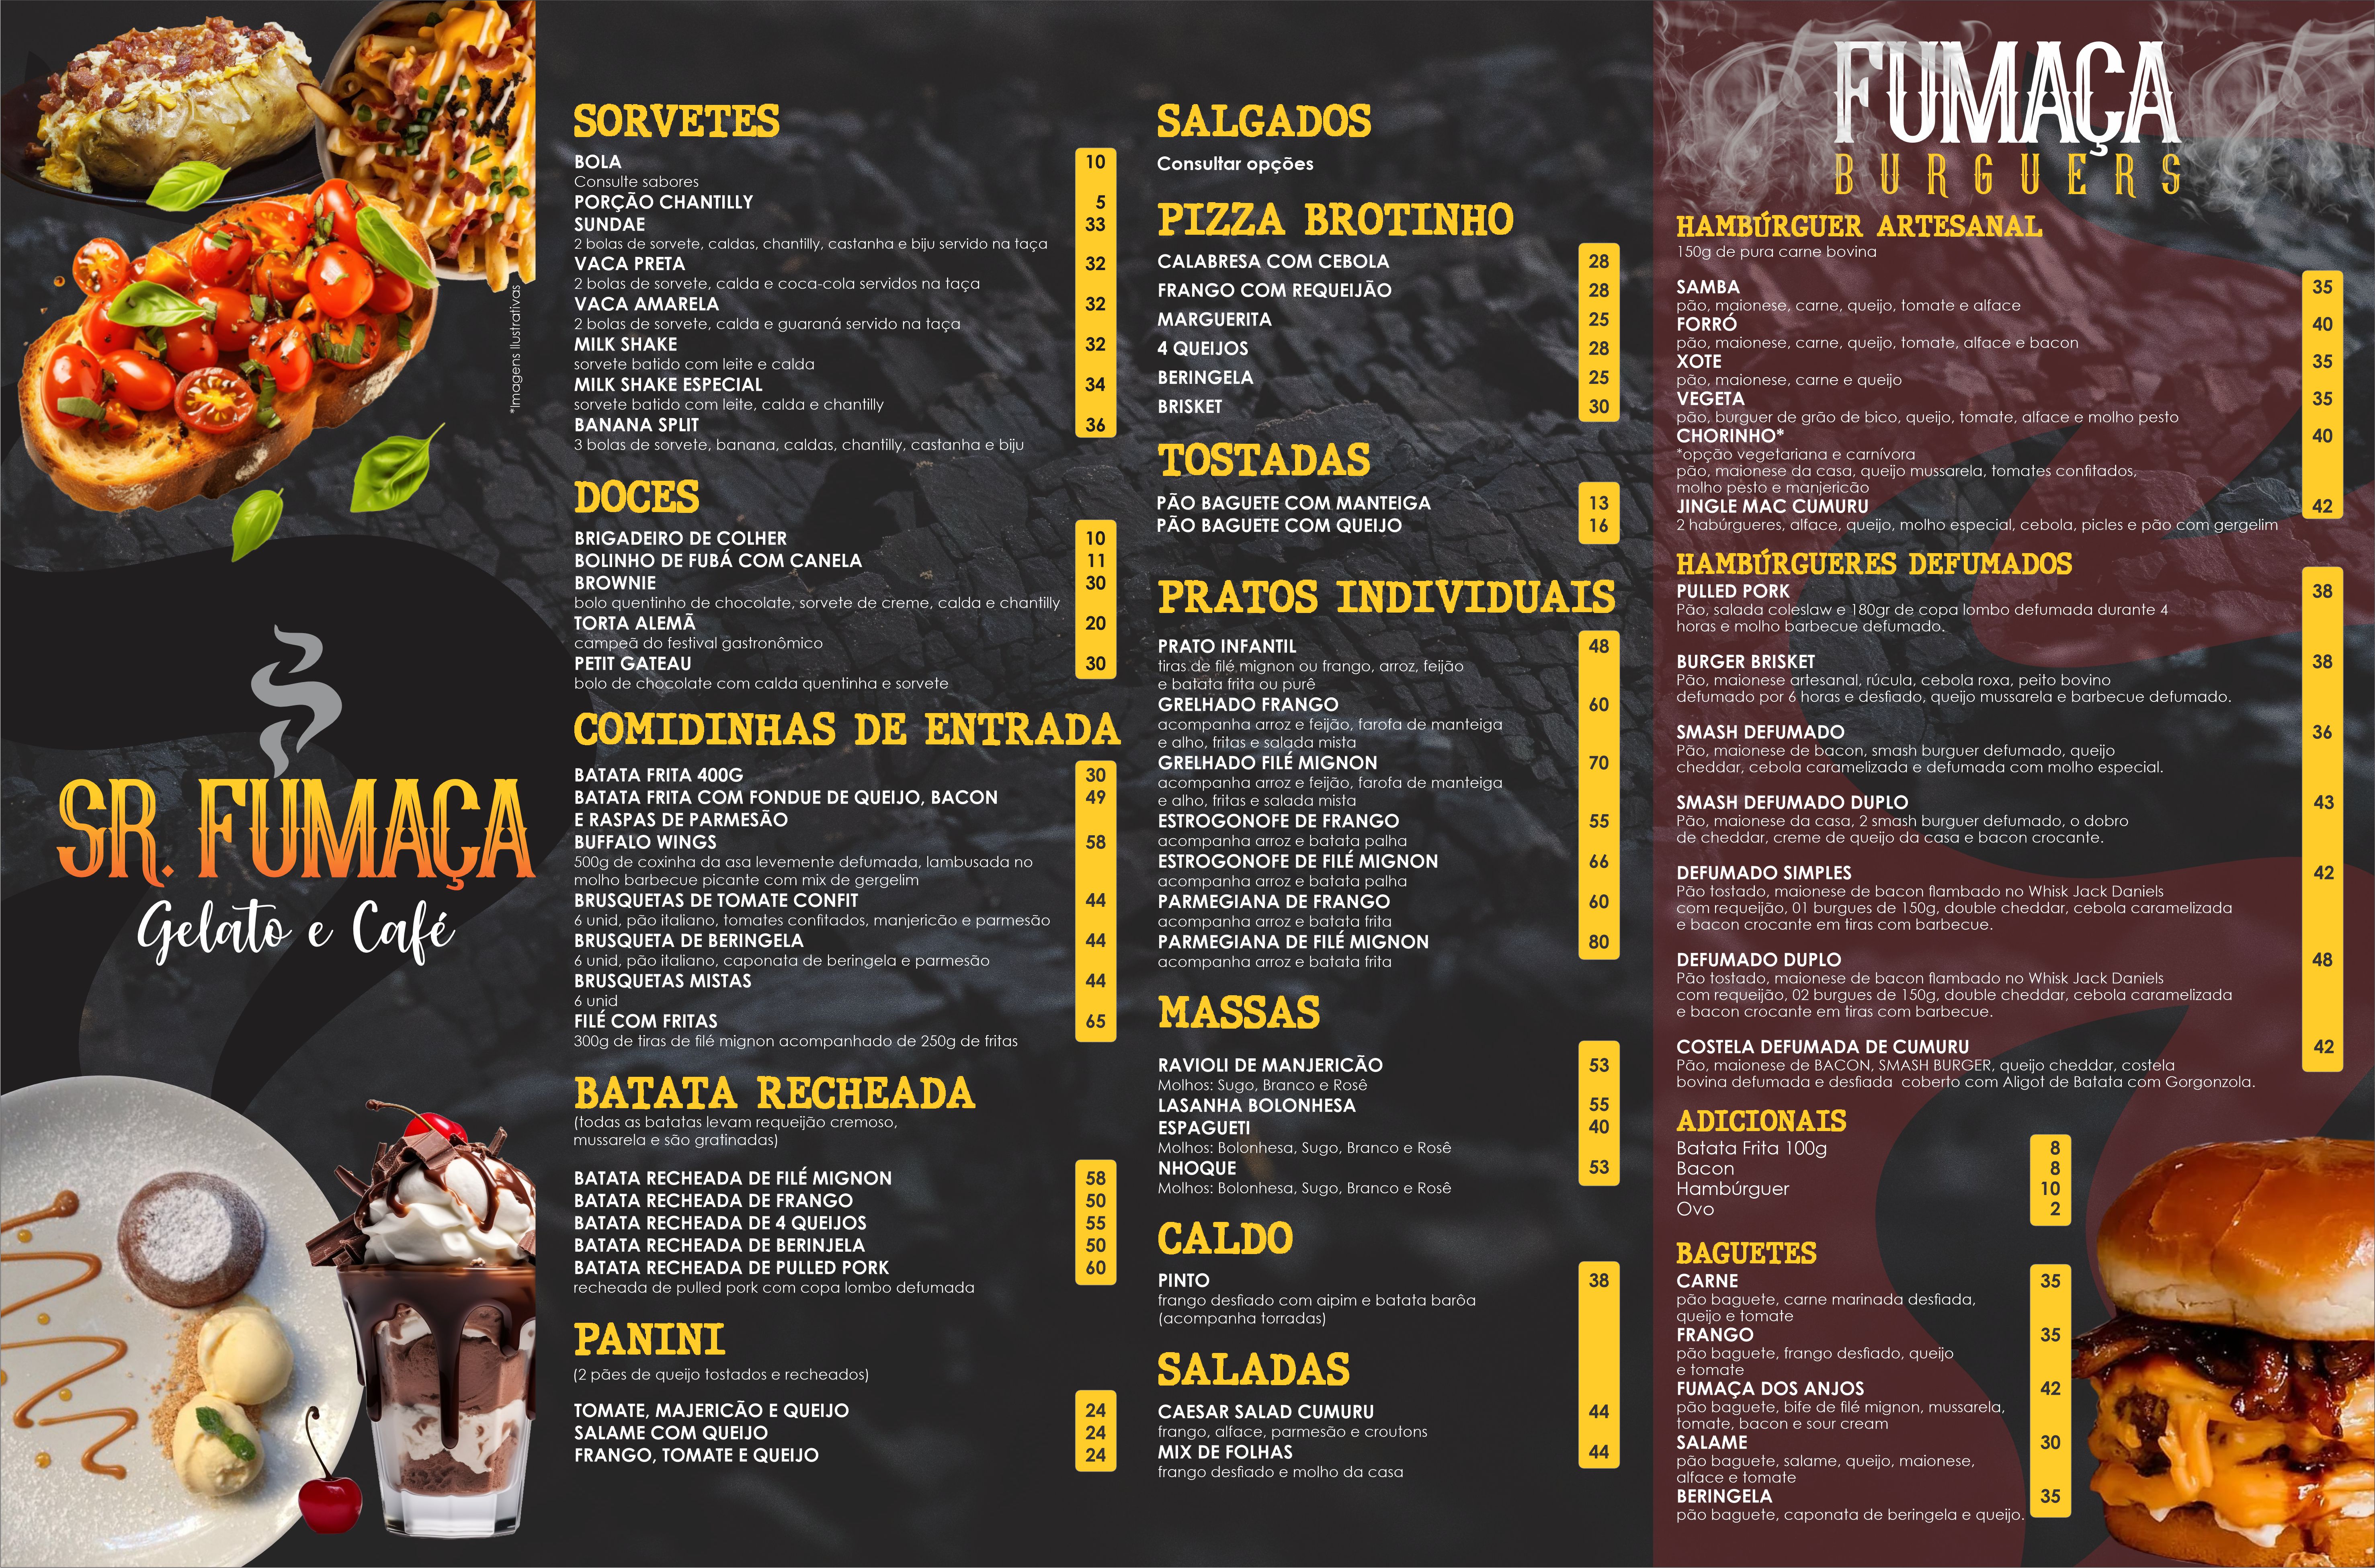 *Imagens Ilustrativas
SR. FUMAÇA
Gelato e Café
SORVETES
BOLA 10
Consulte sabores
PORÇÃO CHANTILLY 5
SUNDAE 33
2 bolas de sorvete, caldas, chantilly, castanha e biju servido na taça
VACA PRETA 32
2 bolas de sorvete, calda e coca-cola servidos na taça
VACA AMARELA 32
2 bolas de sorvete, calda e guaraná servido na taça
MILK SHAKE 32
sorvete batido com leite e calda
MILK SHAKE ESPECIAL 34
sorvete batido com leite, calda e chantilly
BANANA SPLIT 36
3 bolas de sorvete, banana, caldas, chantilly, castanha e biju
DOCES
BRIGADEIRO DE COLHER 10
BOLINHO DE FUBÁ COM CANELA 11
BROWNIE 30
bolo quentinho de chocolate, sorvete de creme, calda e chantilly
TORTA ALEMÃ 20
campeã do festival gastronômico
PETIT GATEAU 30
bolo de chocolate com calda quentinha e sorvete
COMIDINHAS DE ENTRADA
BATATA FRITA 400G 30
BATATA FRITA COM FONDUE DE QUEIJO, BACON 49
E RASPAS DE PARMESÃO
BUFFALO WINGS 58
500g de coxinha da asa levemente defumada, lambusada no
molho barbecue picante com mix de gergelim
BRUSQUETAS DE TOMATE CONFIT 44
6 unid, pão italiano, tomates confitados, manjericão e parmesão
BRUSQUETA DE BERINGELA 44
6 unid, pão italiano, caponata de beringela e parmesão
BRUSQUETAS MISTAS 44
6 unid
FILÉ COM FRITAS 65
300g de tiras de filé mignon acompanhado de 250g de fritas
BATATA RECHEADA
(todas as batatas levam requeijão cremoso,
mussarela e são gratinadas)
BATATA RECHEADA DE FILÉ MIGNON 58
BATATA RECHEADA DE FRANGO 50
BATATA RECHEADA DE 4 QUEIJOS 55
BATATA RECHEADA DE BERINJELA 50
BATATA RECHEADA DE PULLED PORK 60
recheada de pulled pork com copa lombo defumada
PANINI
(2 pães de queijo tostados e recheados)
TOMATE, MAJERICÃO E QUEIJO 24
SALAME COM QUEIJO 24
FRANGO, TOMATE E QUEIJO 24
SALGADOS
Consultar opções
PIZZA BROTINHO
CALABRESA COM CEBOLA 28
FRANGO COM REQUEIJÃO 28
MARGUERITA 25
4 QUEIJOS 28
BERINGELA 25
BRISKET 30
TOSTADAS
PÃO BAGUETE COM MANTEIGA 13
PÃO BAGUETE COM QUEIJO 16
PRATOS INDIVIDUAIS
PRATO INFANTIL 48
tiras de filé mignon ou frango, arroz, feijão
e batata frita ou purê
GRELHADO FRANGO 60
acompanha arroz e feijão, farofa de manteiga
e alho, fritas e salada mista
GRELHADO FILÉ MIGNON 70
acompanha arroz e feijão, farofa de manteiga
e alho, fritas e salada mista
ESTROGONOFE DE FRANGO 55
acompanha arroz e batata palha
ESTROGONOFE DE FILÉ MIGNON 66
acompanha arroz e batata palha
PARMEGIANA DE FRANGO 60
acompanha arroz e batata frita
PARMEGIANA DE FILÉ MIGNON 80
acompanha arroz e batata frita
MASSAS
RAVIOLI DE MANJERICÃO 53
Molhos: Sugo, Branco e Rosê
LASANHA BOLONHESA 55
ESPAGUETI 40
Molhos: Bolonhesa, Sugo, Branco e Rosê
NHOQUE 53
Molhos: Bolonhesa, Sugo, Branco e Rosê
CALDO
PINTO 38
frango desfiado com aipim e batata barôa
(acompanha torradas)
SALADAS
CAESAR SALAD CUMURU 44
frango, alface, parmesão e croutons
MIX DE FOLHAS 44
frango desfiado e molho da casa
FUMAÇA
BURGUERS
HAMBÚRGUER ARTESANAL
150g de pura carne bovina
SAMBA 35
pão, maionese, carne, queijo, tomate e alface
FORRÓ 40
pão, maionese, carne, queijo, tomate, alface e bacon
XOTE 35
pão, maionese, carne e queijo
VEGETA 35
pão, burguer de grão de bico, queijo, tomate, alface e molho pesto
CHORINHO* 40
*opção vegetariana e carnívora
pão, maionese da casa, queijo mussarela, tomates confitados,
molho pesto e manjericão
JINGLE MAC CUMURU 42
2 habúrgueres, alface, queijo, molho especial, cebola, picles e pão com gergelim
HAMBÚRGUERES DEFUMADOS
PULLED PORK 38
Pão, salada coleslaw e 180gr de copa lombo defumada durante 4
horas e molho barbecue defumado.
BURGER BRISKET 38
Pão, maionese artesanal, rúcula, cebola roxa, peito bovino
defumado por 6 horas e desfiado, queijo mussarela e barbecue defumado.
SMASH DEFUMADO 36
Pão, maionese de bacon, smash burguer defumado, queijo
cheddar, cebola caramelizada e defumada com molho especial.
SMASH DEFUMADO DUPLO 43
Pão, maionese da casa, 2 smash burguer defumado, o dobro
de cheddar, creme de queijo da casa e bacon crocante.
DEFUMADO SIMPLES 42
Pão tostado, maionese de bacon flambado no Whisk Jack Daniels
com requeijão, 01 burgues de 150g, double cheddar, cebola caramelizada
e bacon crocante em tiras com barbecue.
DEFUMADO DUPLO 48
Pão tostado, maionese de bacon flambado no Whisk Jack Daniels
com requeijão, 02 burgues de 150g, double cheddar, cebola caramelizada
e bacon crocante em tiras com barbecue.
COSTELA DEFUMADA DE CUMURU 42
Pão, maionese de BACON, SMASH BURGER, queijo cheddar, costela
bovina defumada e desfiada coberto com Aligot de Batata com Gorgonzola.
ADICIONAIS
Batata Frita 100g 8
Bacon 8
Hambúrguer 10
Ovo 2
BAGUETES
CARNE 35
pão baguete, carne marinada desfiada,
queijo e tomate
FRANGO 35
pão baguete, frango desfiado, queijo
e tomate
FUMAÇA DOS ANJOS 42
pão baguete, bife de filé mignon, mussarela,
tomate, bacon e sour cream
SALAME 30
pão baguete, salame, queijo, maionese,
alface e tomate
BERINGELA 35
pão baguete, caponata de beringela e queijo.